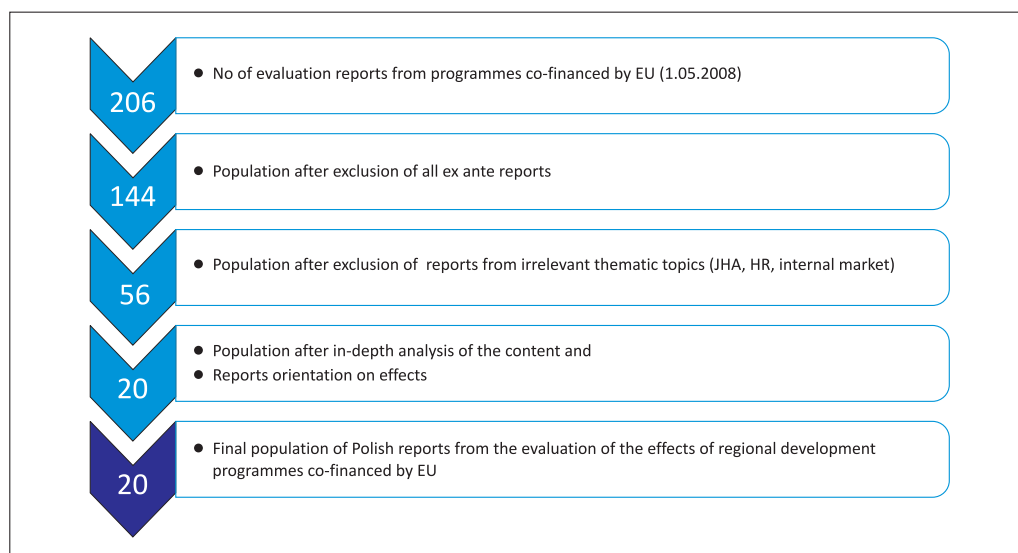 206
● No of evaluation reports from programmes co-financed by EU (1.05.2008)
144
● Population after exclusion of all ex ante reports
56
● Population after exclusion of  reports from irrelevant thematic topics (JHA, HR, internal market)
20
● Population after in-depth analysis of the content and
● Reports orientation on effects
20
● Final population of Polish reports from the evaluation of the effects of regional development
programmes co-financed by EU